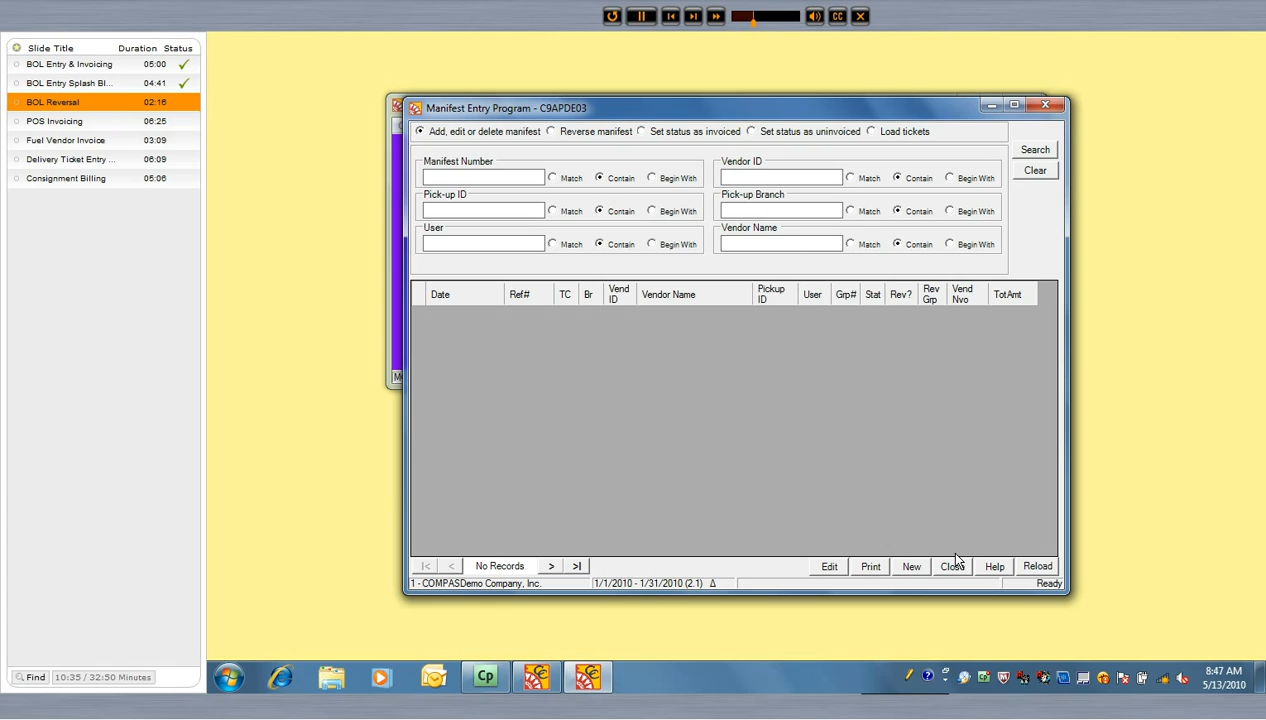 CC
Slide Title Duration Status
BOL Entry & Invoicing 05:00
BOL Entry Splash Bl... 04:41
BOL Reversal 02:16
POS Invoicing 06:25
Fuel Vendor Invoice 03:09
Delivery Ticket Entry ... 06:09
Consignment Billing 05:06
Manifest Entry Program - C9APDE03
Add, edit or delete manifest Reverse manifest Set status as invoiced Set status as uninvoiced Load tickets
Search
Clear
Manifest Number Vendor ID
Match Contain Begin With Match Contain Begin With
Pick-up ID Pick-up Branch
Match Contain Begin With Match Contain Begin With
User Vendor Name
Match Contain Begin With Match Contain Begin With
Date Ref# TC Br Vend ID Vendor Name Pickup ID User Grp# Stat Rev? Rev Grp Vend Nvo TotAmt
|< < No Records > >| Edit Print New Close Help Reload
1 - COMPASDemo Company, Inc. 1/1/2010 - 1/31/2010 (2.1) Δ Ready
Find 10:35 / 32:50 Minutes
Cp
8:47 AM
5/13/2010